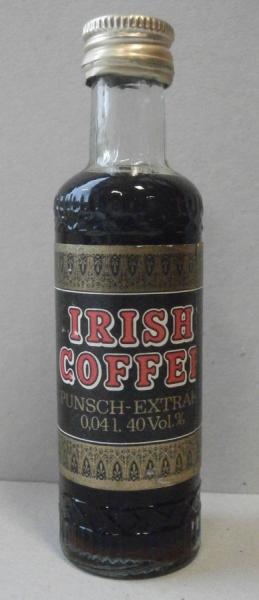 IRISH
COFFEE
PUNSCH-EXTRAK
0,04 l. 40 Vol.%